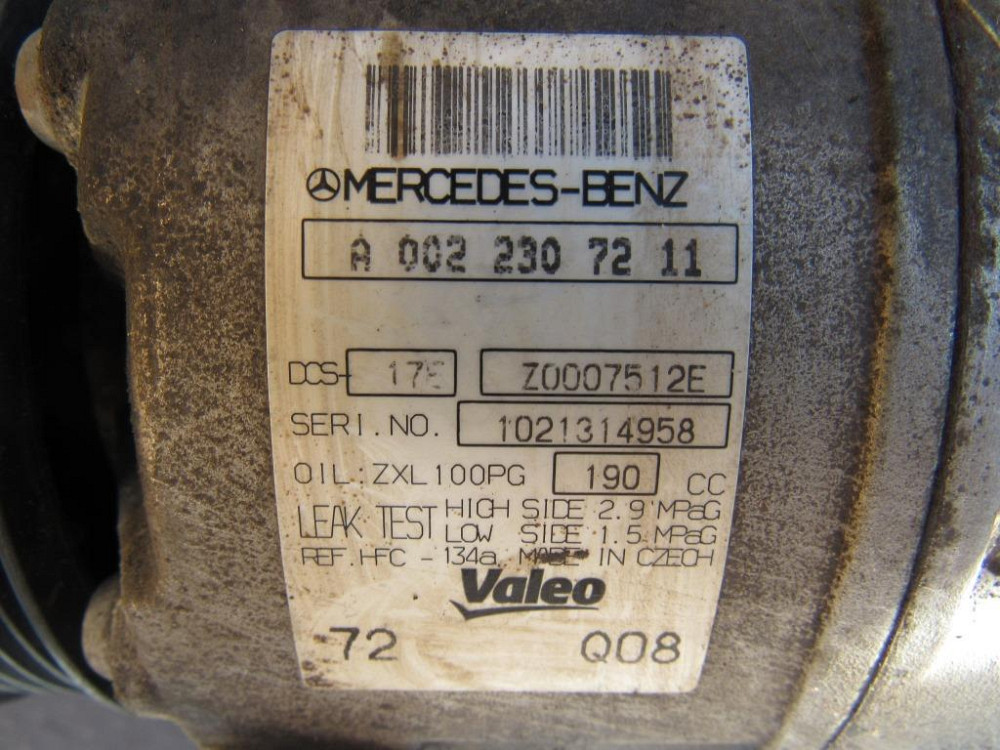 MERCEDES-BENZ
A 002 230 72 11
DCS- 17E Z0007512E
SERI.NO. 1021314958
OIL:ZXL100PG 190 CC
LEAK TEST HIGH SIDE 2.9 MPaG
LOW SIDE 1.5 MPaG
REF.HFC-134a. MADE IN CZECH
Valeo
72 Q08